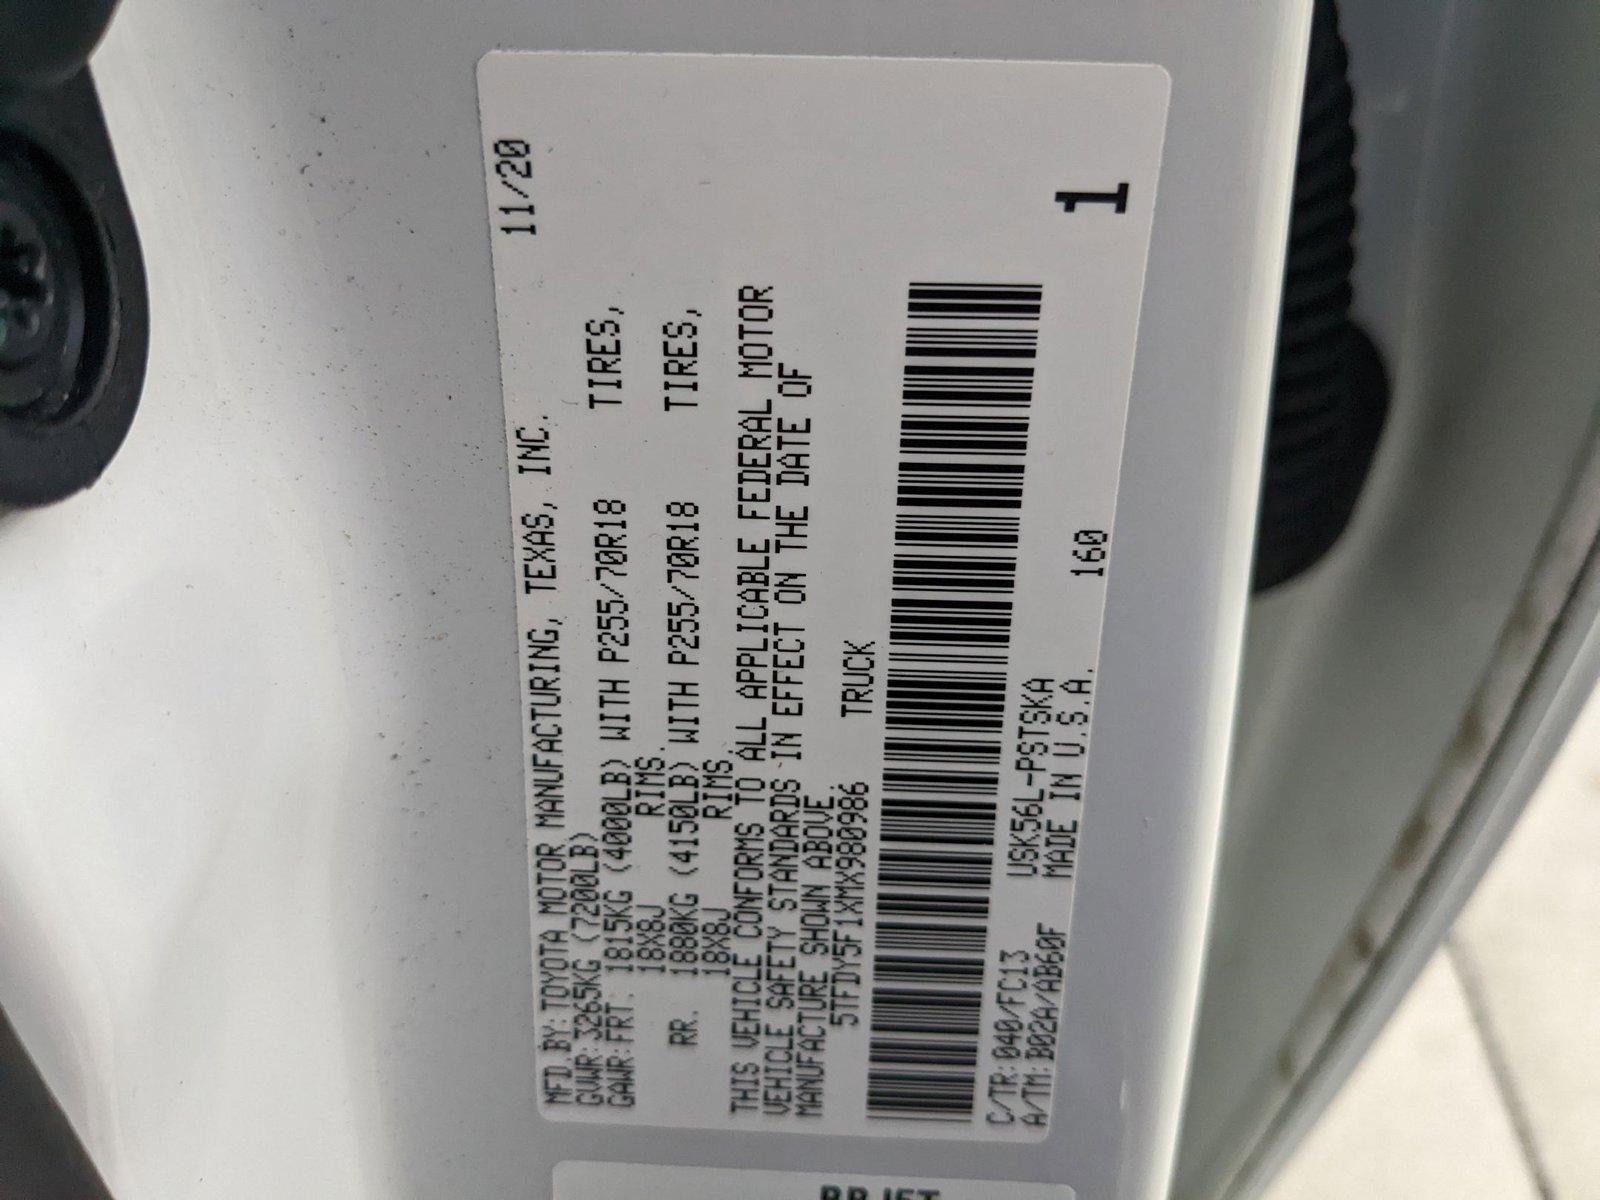 MFD. BY: TOYOTA MOTOR MANUFACTURING, TEXAS, INC. 11/20
GVWR: 3265KG (7200LB)
GAWR: FRT. 1815KG (4000LB) WITH P255/70R18 TIRES,
18X8J RIMS.
RR. 1880KG (4150LB) WITH P255/70R18 TIRES,
18X8J RIMS.
THIS VEHICLE CONFORMS TO ALL APPLICABLE FEDERAL MOTOR
VEHICLE SAFETY STANDARDS IN EFFECT ON THE DATE OF
MANUFACTURE SHOWN ABOVE.
5TFDY5F1XMX980986 TRUCK
C/TR: 040/FC13 USK56L-PSTSKA 160
A/TM: B02A/AB60F MADE IN U.S.A.
1